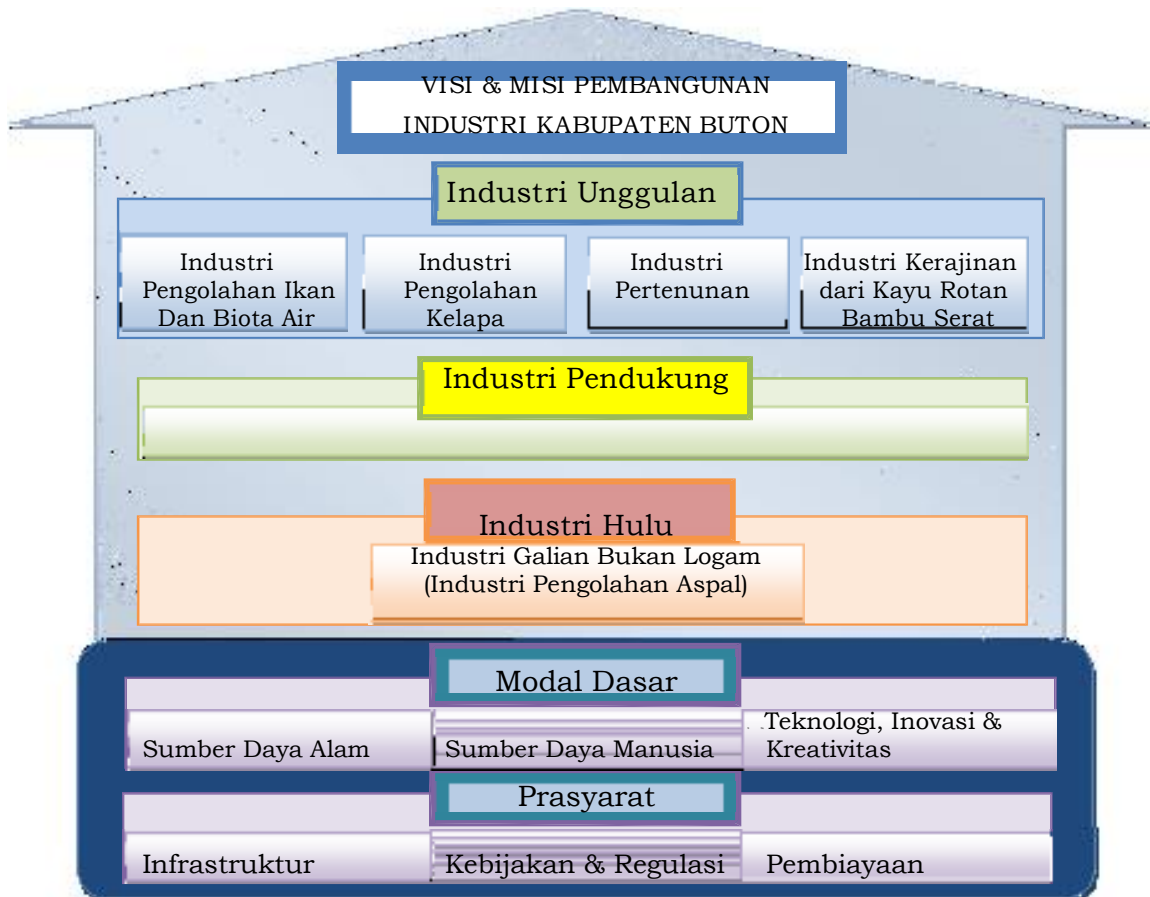 VISI & MISI PEMBANGUNAN
INDUSTRI KABUPATEN BUTON
Industri Unggulan
Industri
Pengolahan Ikan
Dan Biota Air
Industri
Pengolahan
Kelapa
Industri
Pertenunan
Industri Kerajinan
dari Kayu Rotan
Bambu Serat
Industri Pendukung
Industri Hulu
Industri Galian Bukan Logam
(Industri Pengolahan Aspal)
Modal Dasar
Sumber Daya Alam
Sumber Daya Manusia
Teknologi, Inovasi &
Kreativitas
Prasyarat
Infrastruktur
Kebijakan & Regulasi
Pembiayaan